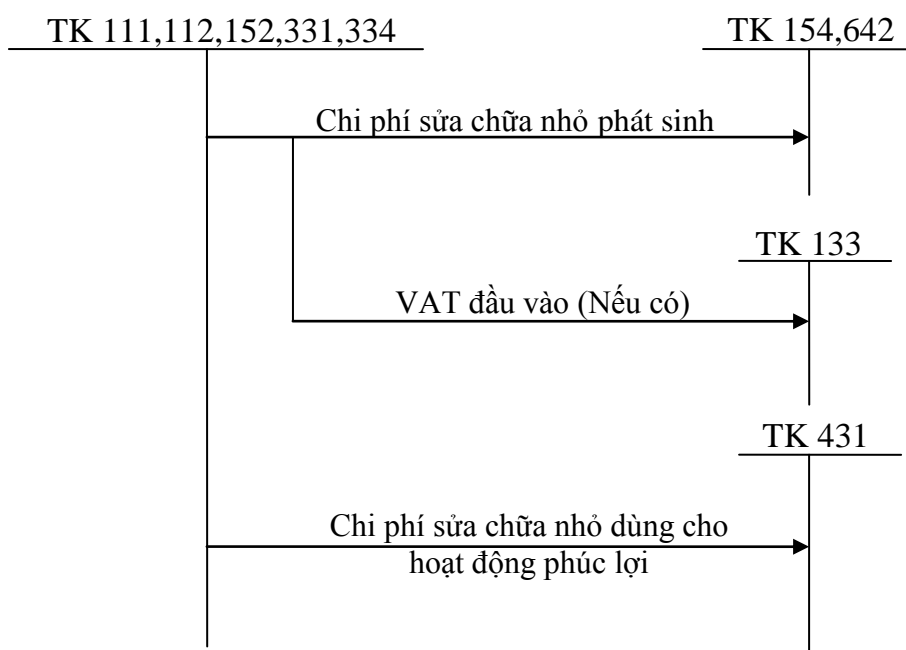 TK 111,112,152,331,334
TK 154,642
Chi phí sửa chữa nhỏ phát sinh
TK 133
VAT đầu vào (Nếu có)
TK 431
Chi phí sửa chữa nhỏ dùng cho
hoạt động phúc lợi